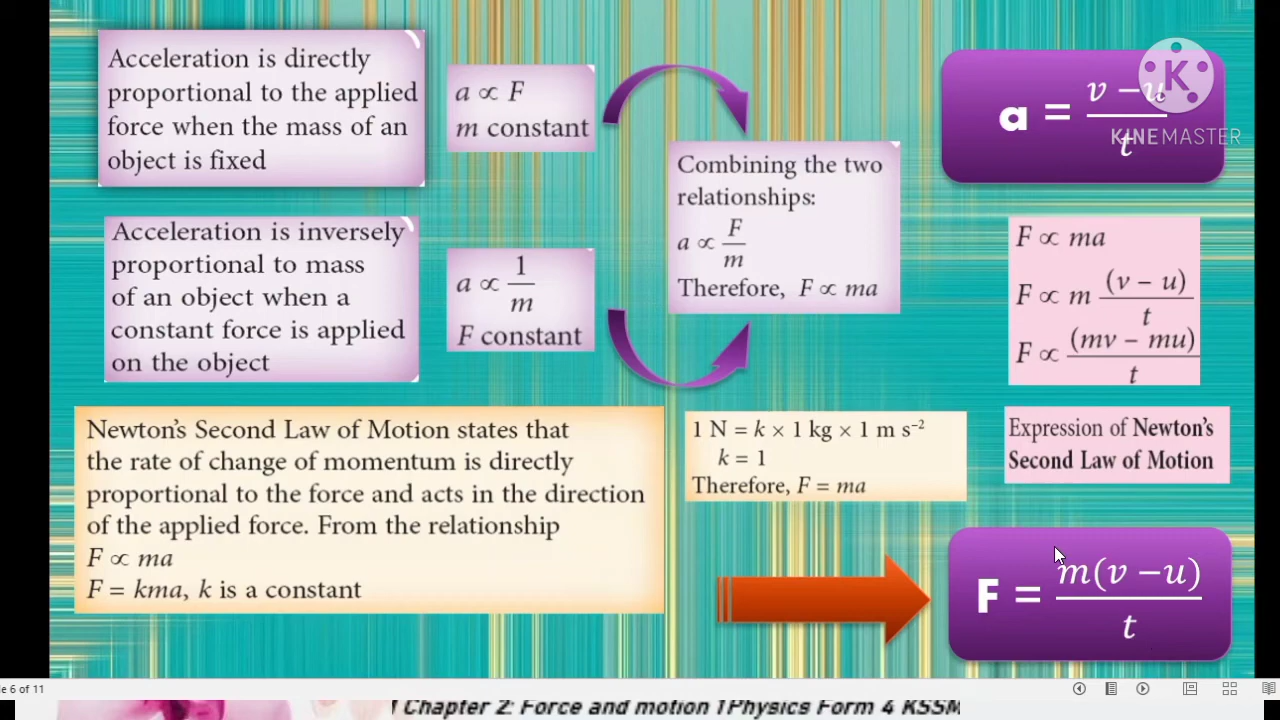 Acceleration is directly
proportional to the applied
force when the mass of an
object is fixed
a ∝ F
m constant
Acceleration is inversely
proportional to mass
of an object when a
constant force is applied
on the object
a ∝ 1/m
F constant
Combining the two
relationships:
a ∝ F/m
Therefore, F ∝ ma
a = (v − u)/t
K
KINEMASTER
F ∝ ma
F ∝ m (v − u)/t
F ∝ (mv − mu)/t
Newton's Second Law of Motion states that
the rate of change of momentum is directly
proportional to the force and acts in the direction
of the applied force. From the relationship
F ∝ ma
F = kma, k is a constant
1 N = k × 1 kg × 1 m s⁻²
k = 1
Therefore, F = ma
Expression of Newton's
Second Law of Motion
F = m(v − u)/t
le 6 of 11
Chapter 2: Force and motion | Physics Form 4 KSSM